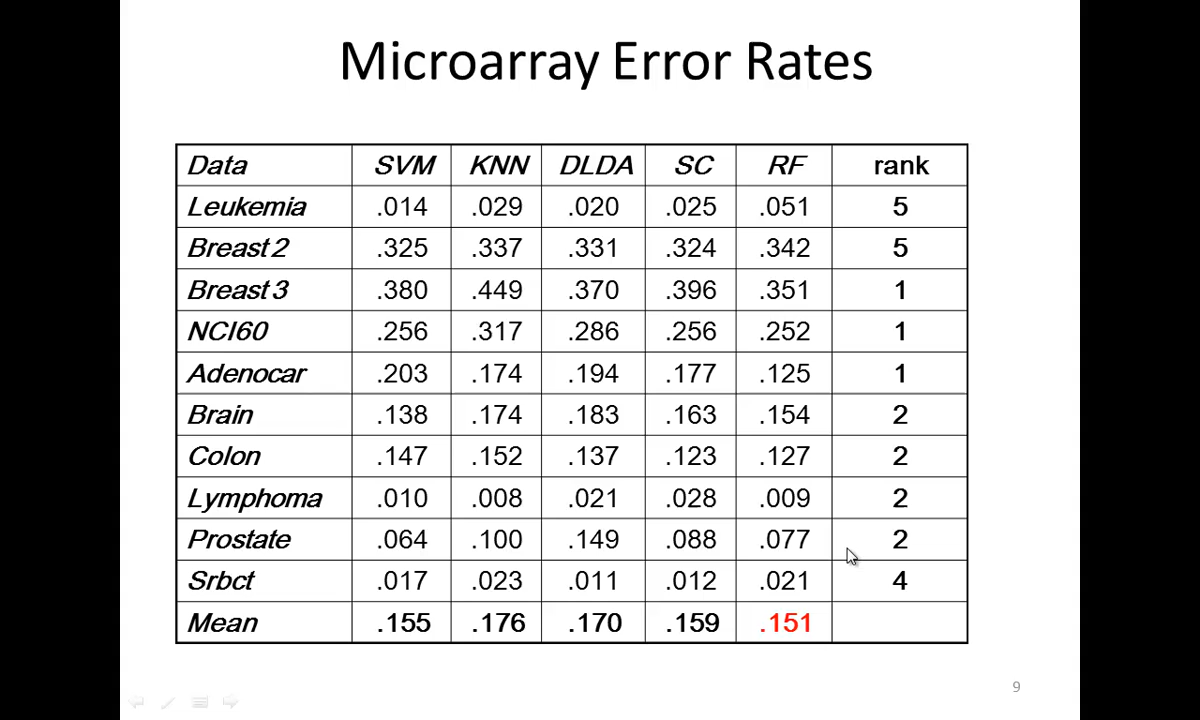 Microarray Error Rates
Data SVM KNN DLDA SC RF rank
Leukemia .014 .029 .020 .025 .051 5
Breast 2 .325 .337 .331 .324 .342 5
Breast 3 .380 .449 .370 .396 .351 1
NCI60 .256 .317 .286 .256 .252 1
Adenocar .203 .174 .194 .177 .125 1
Brain .138 .174 .183 .163 .154 2
Colon .147 .152 .137 .123 .127 2
Lymphoma .010 .008 .021 .028 .009 2
Prostate .064 .100 .149 .088 .077 2
Srbct .017 .023 .011 .012 .021 4
Mean .155 .176 .170 .159 .151
9